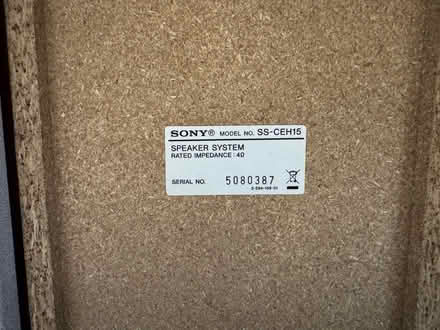 SONY® MODEL NO. SS-CEH15
SPEAKER SYSTEM
RATED IMPEDANCE : 4Ω
SERIAL NO. 5080387